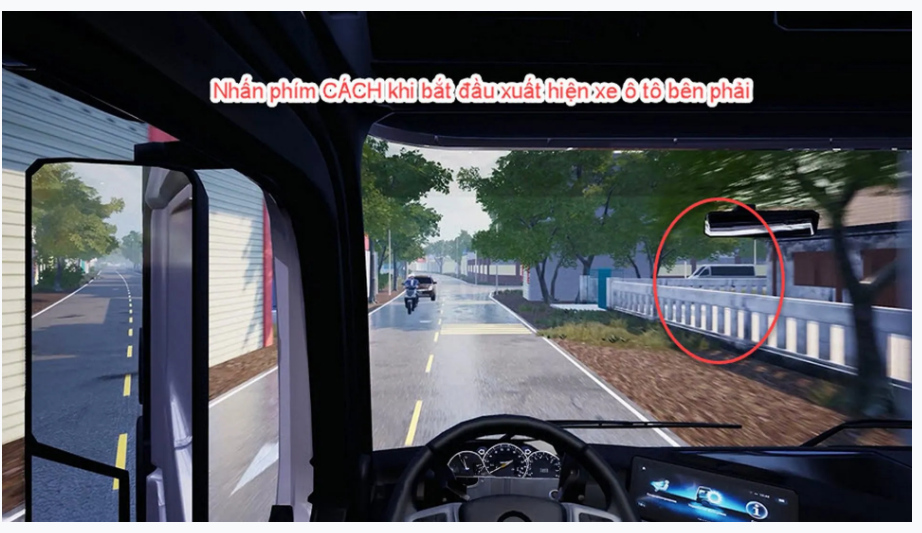 Nhấn phím CÁCH khi bắt đầu xuất hiện xe ô tô bên phải